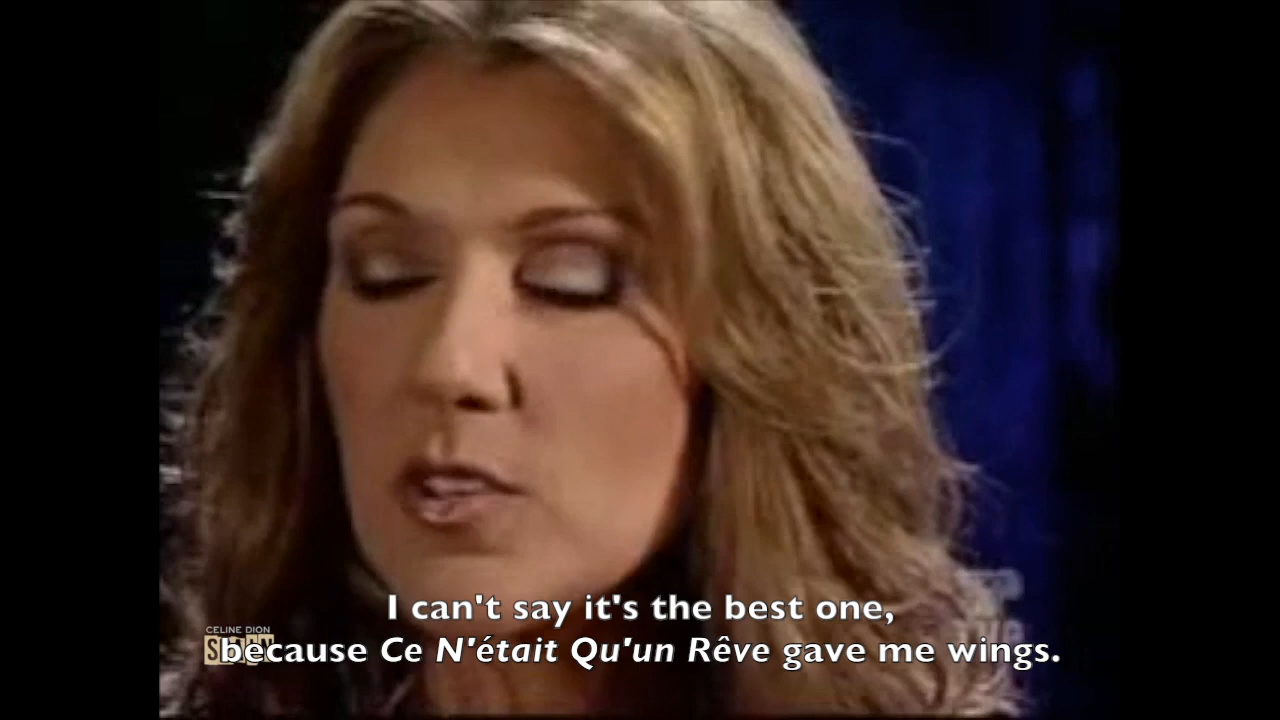 I can't say it's the best one,
CELINE DION
because Ce N'était Qu'un Rêve gave me wings.